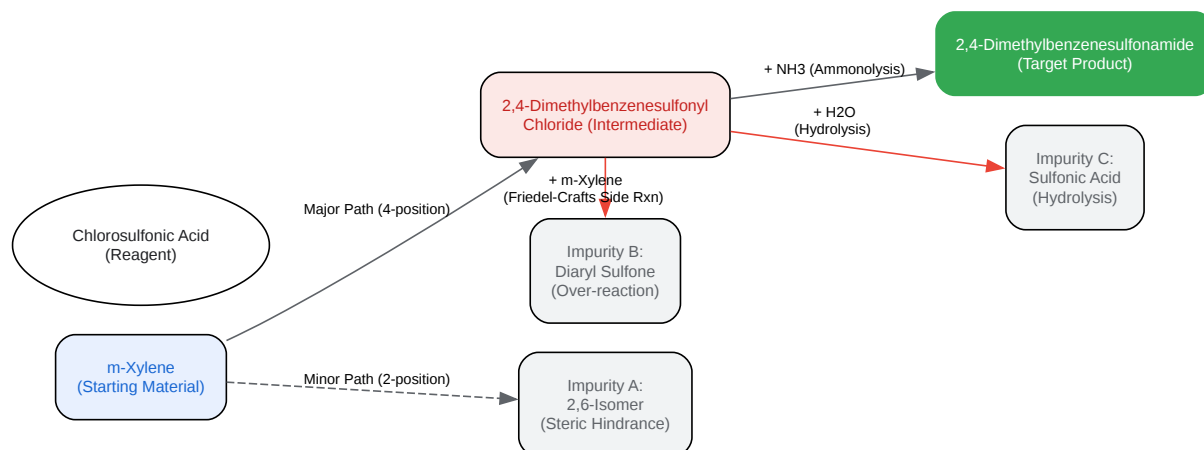 2,4-Dimethylbenzenesulfonamide
(Target Product)
+ NH3 (Ammonolysis)
2,4-Dimethylbenzenesulfonyl
Chloride (Intermediate)
+ H2O
(Hydrolysis)
Impurity C:
Sulfonic Acid
(Hydrolysis)
+ m-Xylene
(Friedel-Crafts Side Rxn)
Major Path (4-position)
Chlorosulfonic Acid
(Reagent)
Impurity B:
Diaryl Sulfone
(Over-reaction)
m-Xylene
(Starting Material)
Minor Path (2-position)
Impurity A:
2,6-Isomer
(Steric Hindrance)